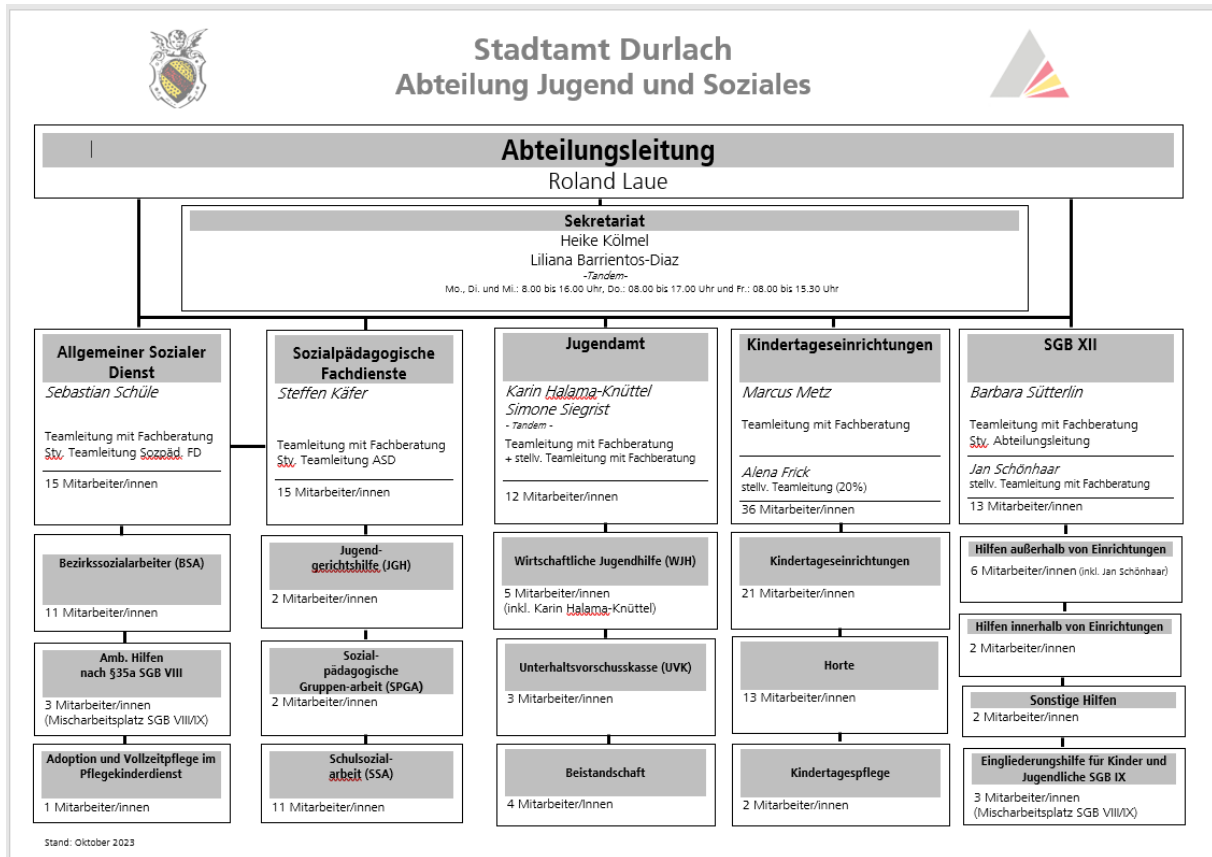 Stadtamt Durlach
Abteilung Jugend und Soziales
Abteilungsleitung
Roland Laue
Sekretariat
Heike Kölmel
Liliana Barrientos-Diaz
-Tandem-
Mo., Di. und Mi.: 8.00 bis 16.00 Uhr, Do.: 08.00 bis 17.00 Uhr und Fr.: 08.00 bis 15.30 Uhr
Allgemeiner Sozialer
Dienst
Sebastian Schüle
Teamleitung mit Fachberatung
Stv. Teamleitung Sozpäd. FD
15 Mitarbeiter/innen
Bezirkssozialarbeiter (BSA)
11 Mitarbeiter/innen
Amb. Hilfen
nach §35a SGB VIII
3 Mitarbeiter/innen
(Mischarbeitsplatz SGB VIII/IX)
Adoption und Vollzeitpflege im
Pflegekinderdienst
1 Mitarbeiter/innen
Sozialpädagogische
Fachdienste
Steffen Käfer
Teamleitung mit Fachberatung
Stv. Teamleitung ASD
15 Mitarbeiter/innen
Jugend-
gerichtshilfe (JGH)
2 Mitarbeiter/innen
Sozial-
pädagogische
Gruppen-arbeit (SPGA)
2 Mitarbeiter/innen
Schulsozial-
arbeit (SSA)
11 Mitarbeiter/innen
Jugendamt
Karin Halama-Knüttel
Simone Siegrist
- Tandem -
Teamleitung mit Fachberatung
+ stellv. Teamleitung mit Fachberatung
12 Mitarbeiter/innen
Wirtschaftliche Jugendhilfe (WJH)
5 Mitarbeiter/innen
(inkl. Karin Halama-Knüttel)
Unterhaltsvorschusskasse (UVK)
3 Mitarbeiter/innen
Beistandschaft
4 Mitarbeiter/Innen
Kindertageseinrichtungen
Marcus Metz
Teamleitung mit Fachberatung
Alena Frick
stellv. Teamleitung (20%)
36 Mitarbeiter/innen
Kindertageseinrichtungen
21 Mitarbeiter/innen
Horte
13 Mitarbeiter/innen
Kindertagespflege
2 Mitarbeiter/innen
SGB XII
Barbara Sütterlin
Teamleitung mit Fachberatung
Stv. Abteilungsleitung
Jan Schönhaar
stellv. Teamleitung mit Fachberatung
13 Mitarbeiter/innen
Hilfen außerhalb von Einrichtungen
6 Mitarbeiter/innen (inkl. Jan Schönhaar)
Hilfen innerhalb von Einrichtungen
2 Mitarbeiter/innen
Sonstige Hilfen
2 Mitarbeiter/innen
Eingliederungshilfe für Kinder und
Jugendliche SGB IX
3 Mitarbeiter/innen
(Mischarbeitsplatz SGB VIII/IX)
Stand: Oktober 2023